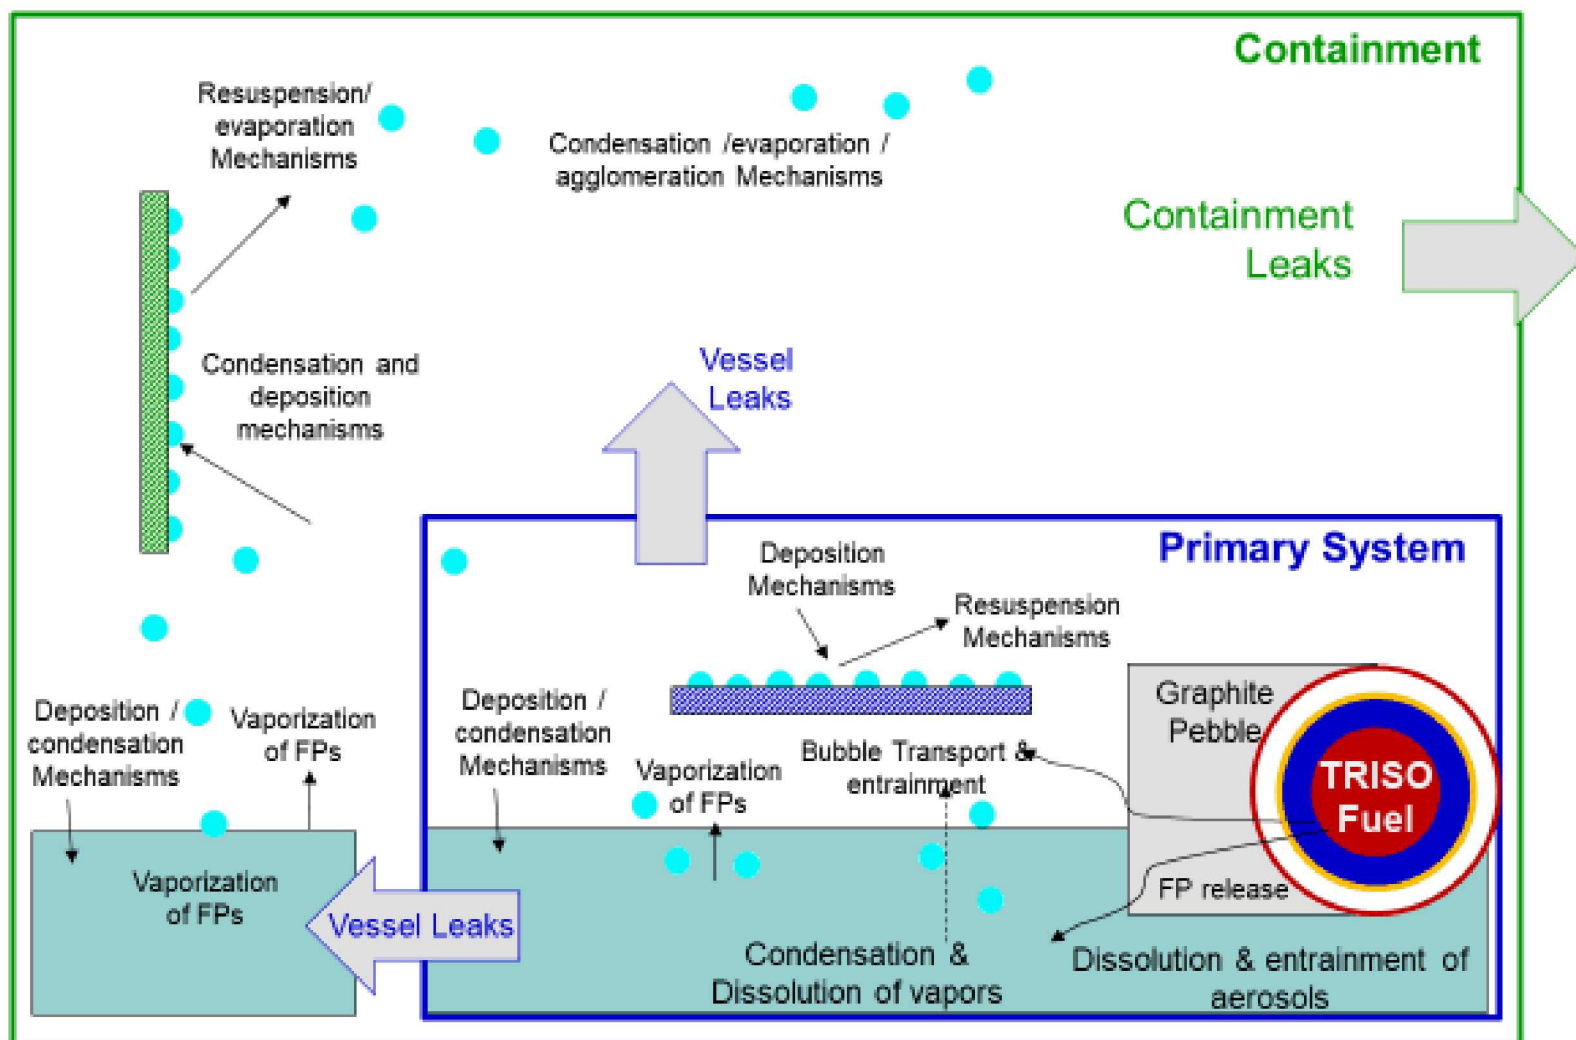 Containment
Resuspension/
evaporation
Mechanisms
Condensation /evaporation /
agglomeration Mechanisms
Containment
Leaks
Condensation and
deposition
mechanisms
Vessel
Leaks
Primary System
Deposition
Mechanisms
Resuspension
Mechanisms
Deposition /
condensation
Mechanisms
Vaporization
of FPs
Deposition /
condensation
Mechanisms
Vaporization
of FPs
Bubble Transport &
entrainment
Graphite
Pebble
TRISO
Fuel
FP release
Vaporization
of FPs
Vessel Leaks
Condensation &
Dissolution of vapors
Dissolution & entrainment of
aerosols